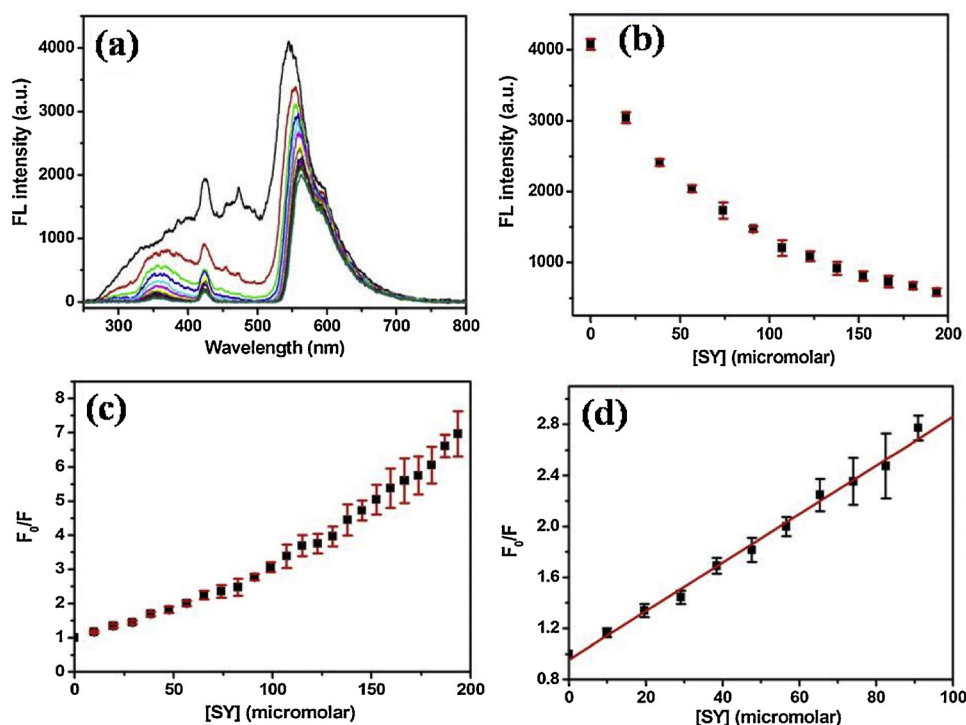 (a)
FL intensity (a.u.)
4000
3000
2000
1000
0
300 400 500 600 700 800
Wavelength (nm)
(b)
FL intensity (a.u.)
4000
3000
2000
1000
0 50 100 150 200
[SY] (micromolar)
(c)
F₀/F
8
7
6
5
4
3
2
1
0
0 50 100 150 200
[SY] (micromolar)
(d)
F₀/F
2.8
2.4
2.0
1.6
1.2
0.8
0 20 40 60 80 100
[SY] (micromolar)